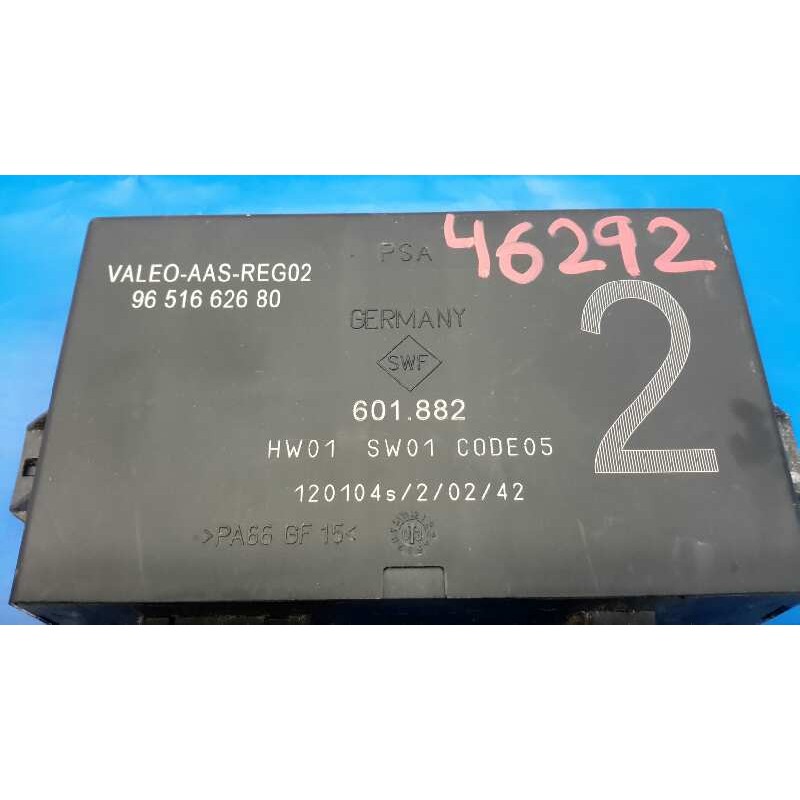 PSA 46292
VALEO-AAS-REG02
96 516 626 80
2
GERMANY
SWF
601.882
HW01 SW01 CODE05
120104s/2/02/42
>PA66 GF 15<